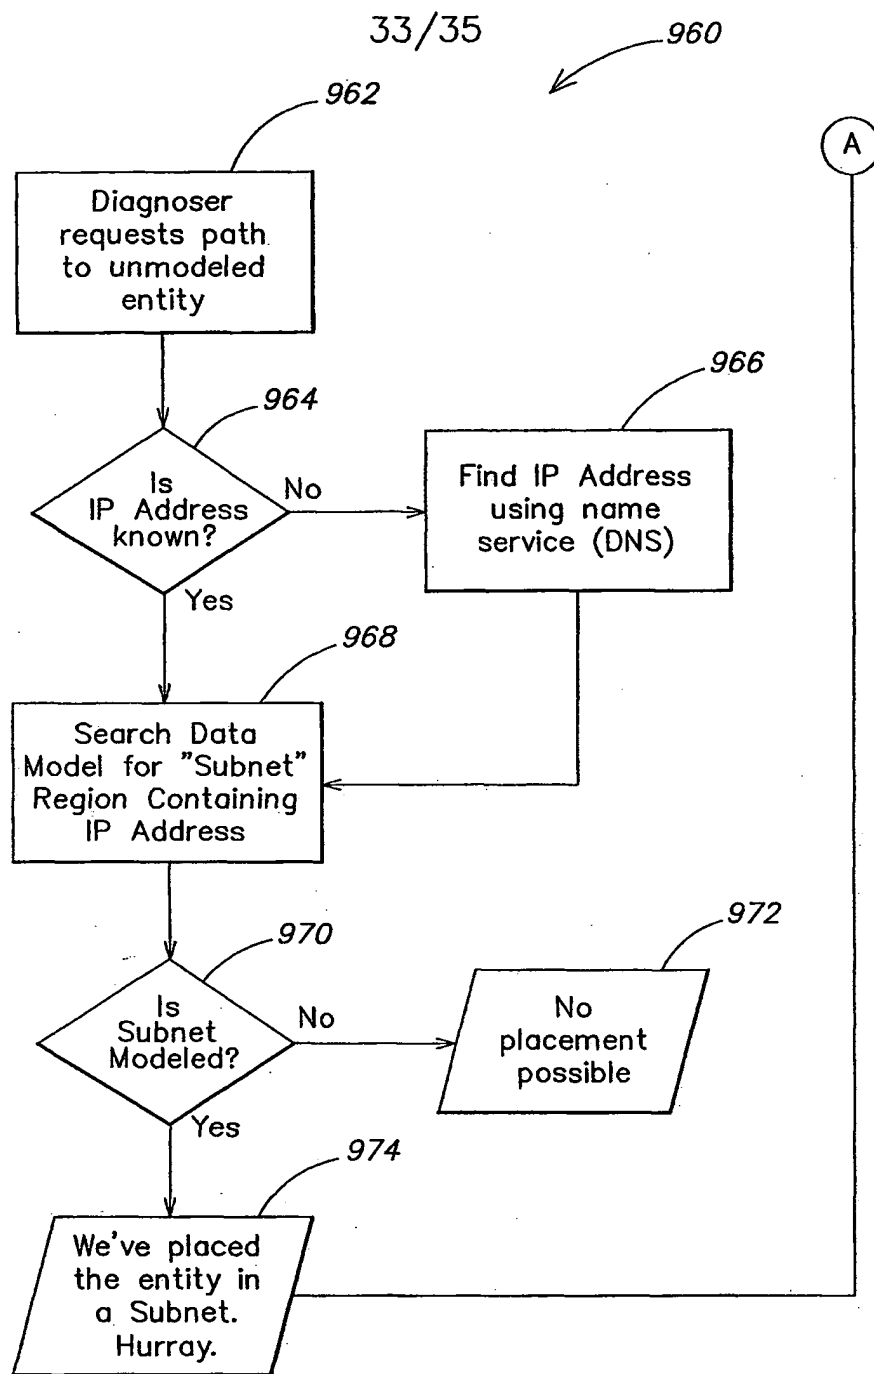 33/35
960
962
A
Diagnoser
requests path
to unmodeled
entity
964
966
Is
IP Address
known?
No
Find IP Address
using name
service (DNS)
Yes
968
Search Data
Model for "Subnet"
Region Containing
IP Address
970
972
Is
Subnet
Modeled?
No
No
placement
possible
Yes
974
We've placed
the entity in
a Subnet.
Hurray.